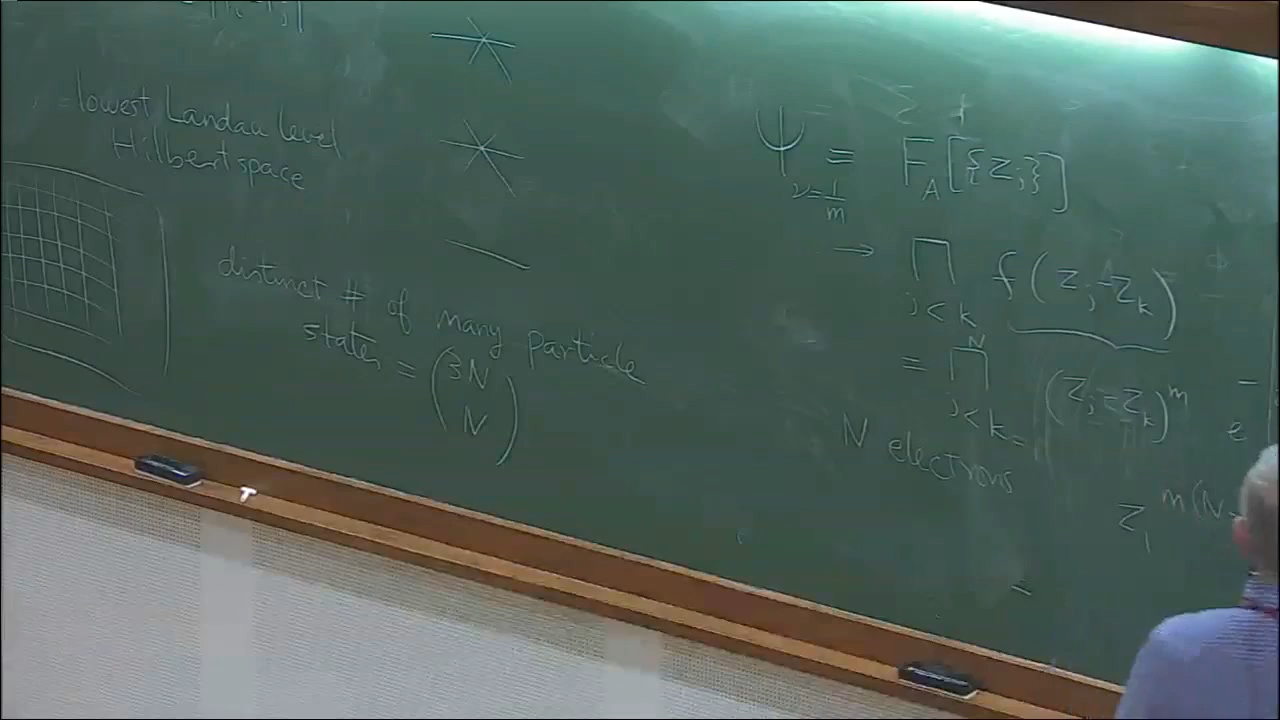 lowest Landau level
Hilbert space
distinct # of many particle
states = (3N
N)
Ψ ν=1/m = F_A[{z_j}]
→ ∏ j<k f(z_j-z_k)
= ∏ N j<k (z_j-z_k)^m e
N electrons
z_1 m(N-